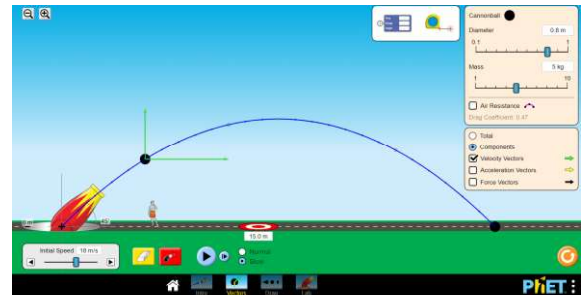 Cannonball
Diameter 0.8 m
0.1 1
Mass 5 kg
1 10
Air Resistance
Drag Coefficient: 0.47
Total
Components
Velocity Vectors
Acceleration Vectors
Force Vectors
15.0 m
Initial Speed 18 m/s
Normal
Slow
Intro
Vectors
Drag
Lab
PhET